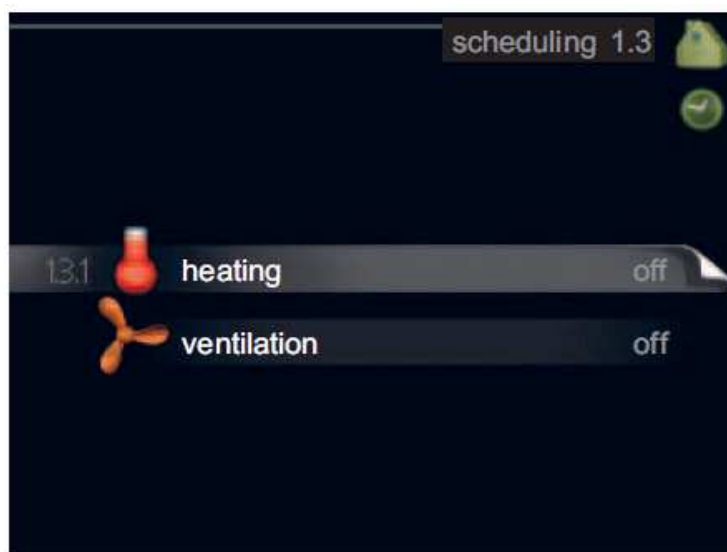 scheduling 1.3
1.3.1 heating off
ventilation off